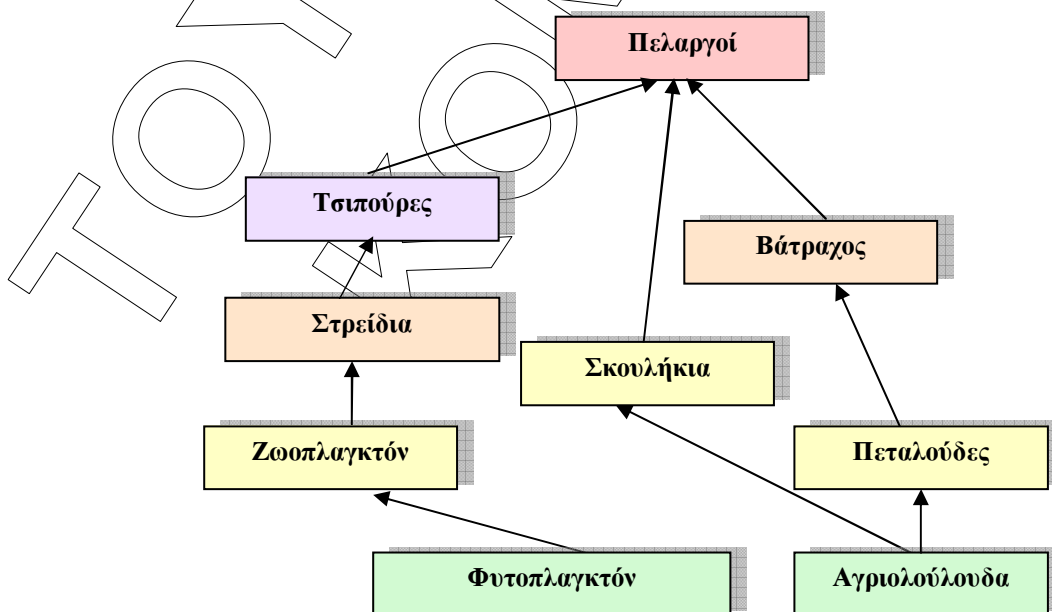 Πελαργοί
Τσιπούρες
Βάτραχος
Στρείδια
Σκουλήκια
Ζωοπλαγκτόν
Πεταλούδες
Φυτοπλαγκτόν
Αγριολούλουδα